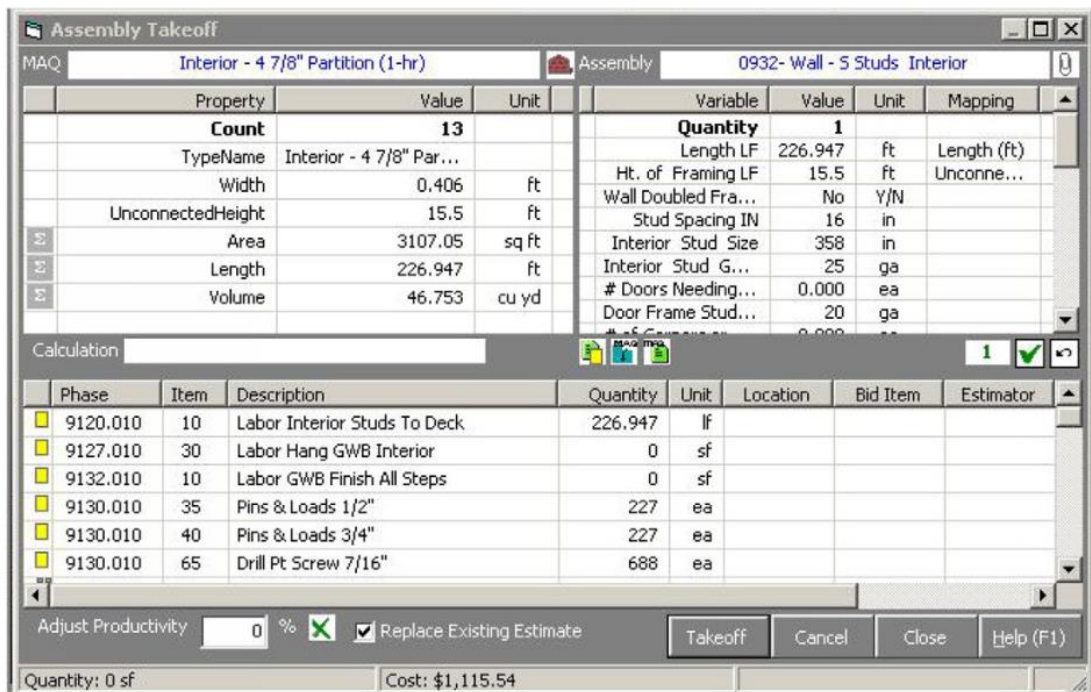 Assembly Takeoff
MAQ Interior - 4 7/8" Partition (1-hr) Assembly 0932- Wall - S Studs Interior
Property Value Unit Variable Value Unit Mapping
Count 13 Quantity 1
TypeName Interior - 4 7/8" Par... Length LF 226.947 ft Length (ft)
Width 0.406 ft Ht. of Framing LF 15.5 ft Unconne...
UnconnectedHeight 15.5 ft Wall Doubled Fra... No Y/N
Σ Area 3107.05 sq ft Stud Spacing IN 16 in
Σ Length 226.947 ft Interior Stud Size 358 in
Σ Volume 46.753 cu yd Interior Stud G... 25 ga
# Doors Needing... 0.000 ea
Door Frame Stud... 20 ga
Calculation MAQ 1
Phase Item Description Quantity Unit Location Bid Item Estimator
9120.010 10 Labor Interior Studs To Deck 226.947 lf
9127.010 30 Labor Hang GWB Interior 0 sf
9132.010 10 Labor GWB Finish All Steps 0 sf
9130.010 35 Pins & Loads 1/2" 227 ea
9130.010 40 Pins & Loads 3/4" 227 ea
9130.010 65 Drill Pt Screw 7/16" 688 ea
Adjust Productivity 0 % Replace Existing Estimate Takeoff Cancel Close Help (F1)
Quantity: 0 sf Cost: $1,115.54